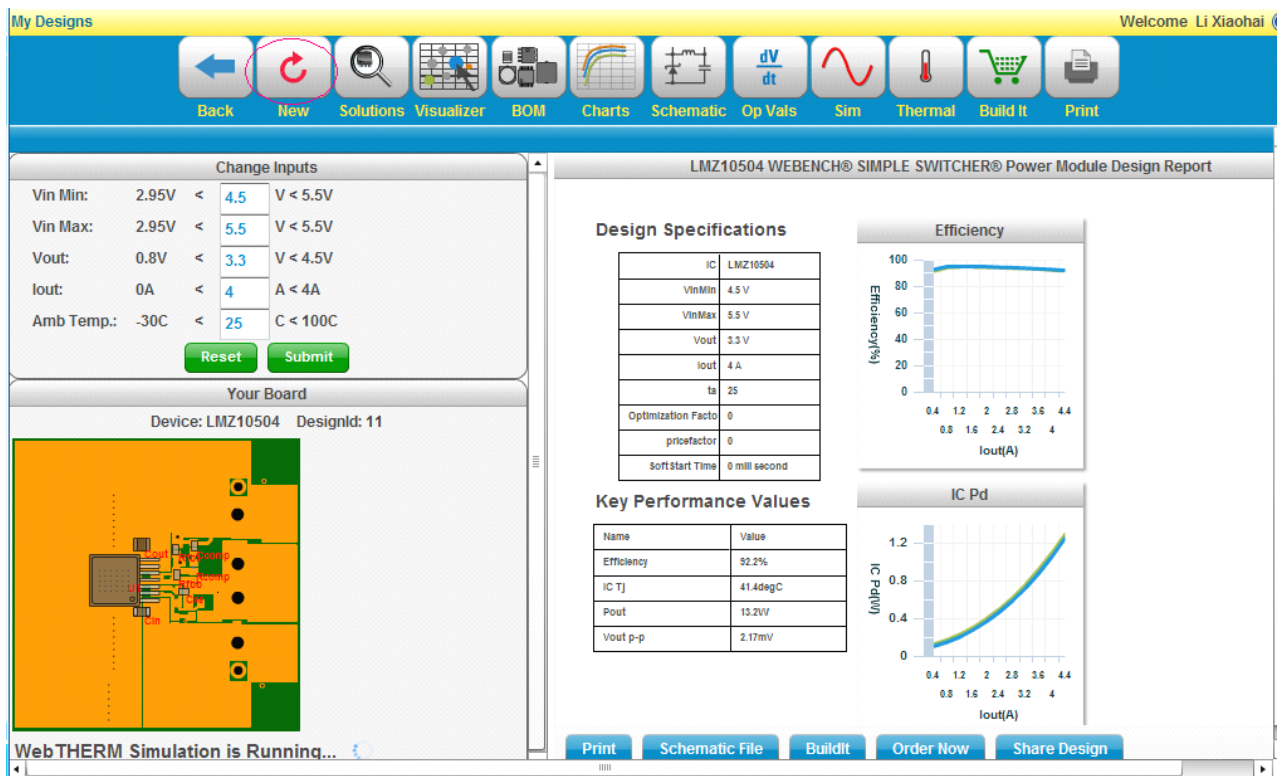 My Designs
Welcome Li Xiaohai
Back New Solutions Visualizer BOM Charts Schematic Op Vals Sim Thermal Build It Print
dV
dt
Change Inputs
Vin Min: 2.95V < 4.5 V < 5.5V
Vin Max: 2.95V < 5.5 V < 5.5V
Vout: 0.8V < 3.3 V < 4.5V
Iout: 0A < 4 A < 4A
Amb Temp.: -30C < 25 C < 100C
Reset Submit
Your Board
Device: LMZ10504 DesignId: 11
Cout
Ccomp
Rcomp
Rfbb
U1
Css
Cin
WebTHERM Simulation is Running...
LMZ10504 WEBENCH® SIMPLE SWITCHER® Power Module Design Report
Design Specifications
IC LMZ10504
VinMin 4.5 V
VinMax 5.5 V
Vout 3.3 V
Iout 4 A
ta 25
Optimization Facto 0
pricefactor 0
SoftStart Time 0 mili second
Key Performance Values
Name Value
Efficiency 92.2%
IC Tj 41.4degC
Pout 13.2W
Vout p-p 2.17mV
Efficiency
Efficiency(%)
100
80
60
40
20
0
0.4 1.2 2 2.8 3.6 4.4
0.8 1.6 2.4 3.2 4
Iout(A)
IC Pd
IC Pd(W)
1.2
0.8
0.4
0
0.4 1.2 2 2.8 3.6 4.4
0.8 1.6 2.4 3.2 4
Iout(A)
Print Schematic File BuildIt Order Now Share Design